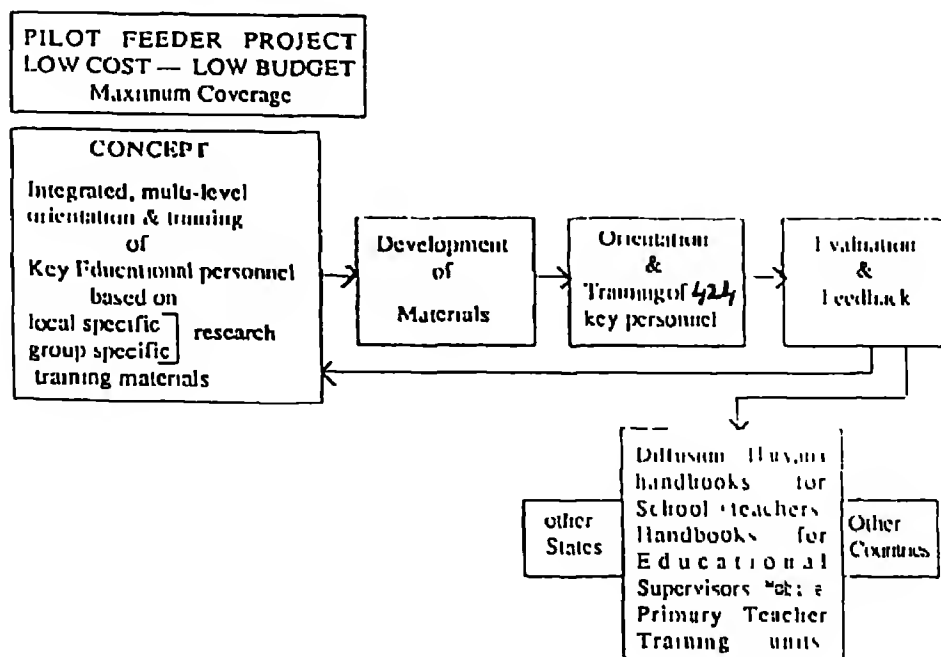 PILOT FEEDER PROJECT
LOW COST — LOW BUDGET
Maximum Coverage
CONCEPT
Integrated, multi-level
orientation & training
of
Key Educational personnel
based on
local specific
group specific
research
training materials
Development
of
Materials
Orientation
&
Training of 424
key personnel
Evaluation
&
Feedback
other
States
Diffusion
handbooks for
School teachers
Handbooks for
Educational
Supervisors
Primary Teacher
Training units
Other
Countries